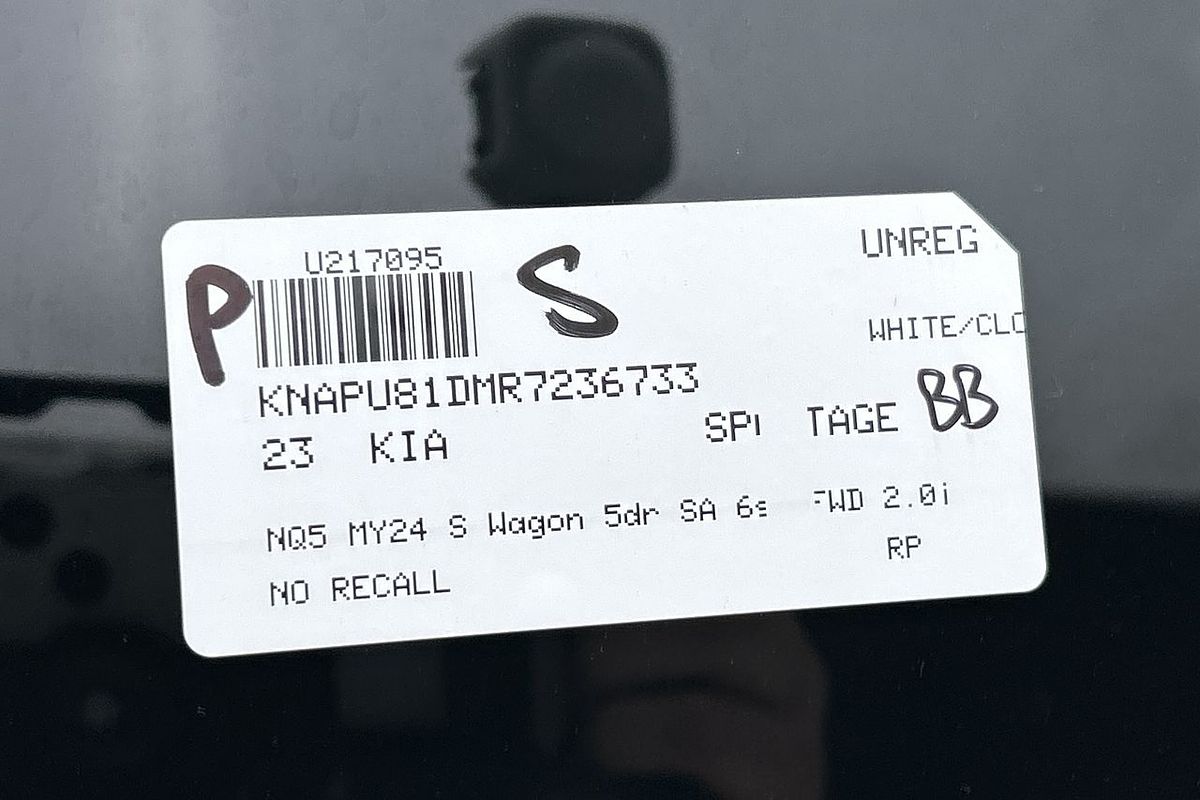 U217095
UNREG
P S
WHITE/CLO
KNAPU81DMR7236733
23 KIA SP TAGE BB
NQ5 MY24 S Wagon 5dr SA 6s FWD 2.0i
RP
NO RECALL